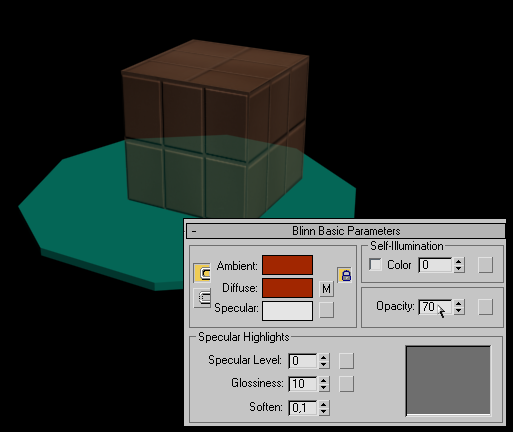 - Blinn Basic Parameters
Self-Illumination
Ambient:
Color 0
Diffuse: M
Specular:
Opacity: 70
Specular Highlights
Specular Level: 0
Glossiness: 10
Soften: 0,1